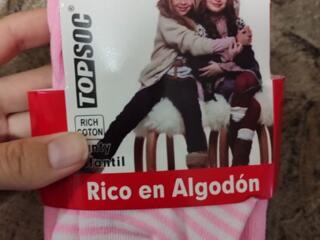 TOPSOC
RICH
COTON
Rico en Algodón